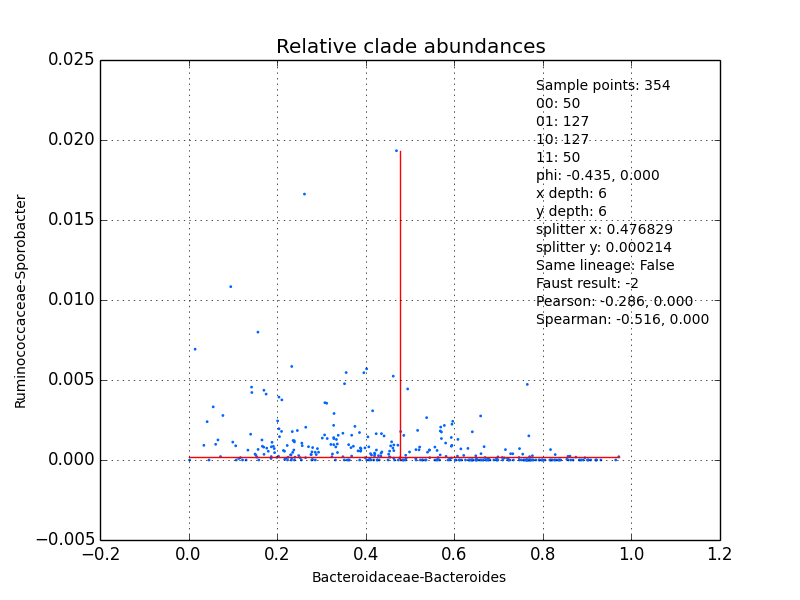 Relative clade abundances
Sample points: 354
00: 50
01: 127
10: 127
11: 50
phi: -0.435, 0.000
x depth: 6
y depth: 6
splitter x: 0.476829
splitter y: 0.000214
Same lineage: False
Faust result: -2
Pearson: -0.286, 0.000
Spearman: -0.516, 0.000
0.025
0.020
0.015
0.010
0.005
0.000
−0.005
Ruminococcaceae-Sporobacter
−0.2
0.0
0.2
0.4
0.6
0.8
1.0
1.2
Bacteroidaceae-Bacteroides